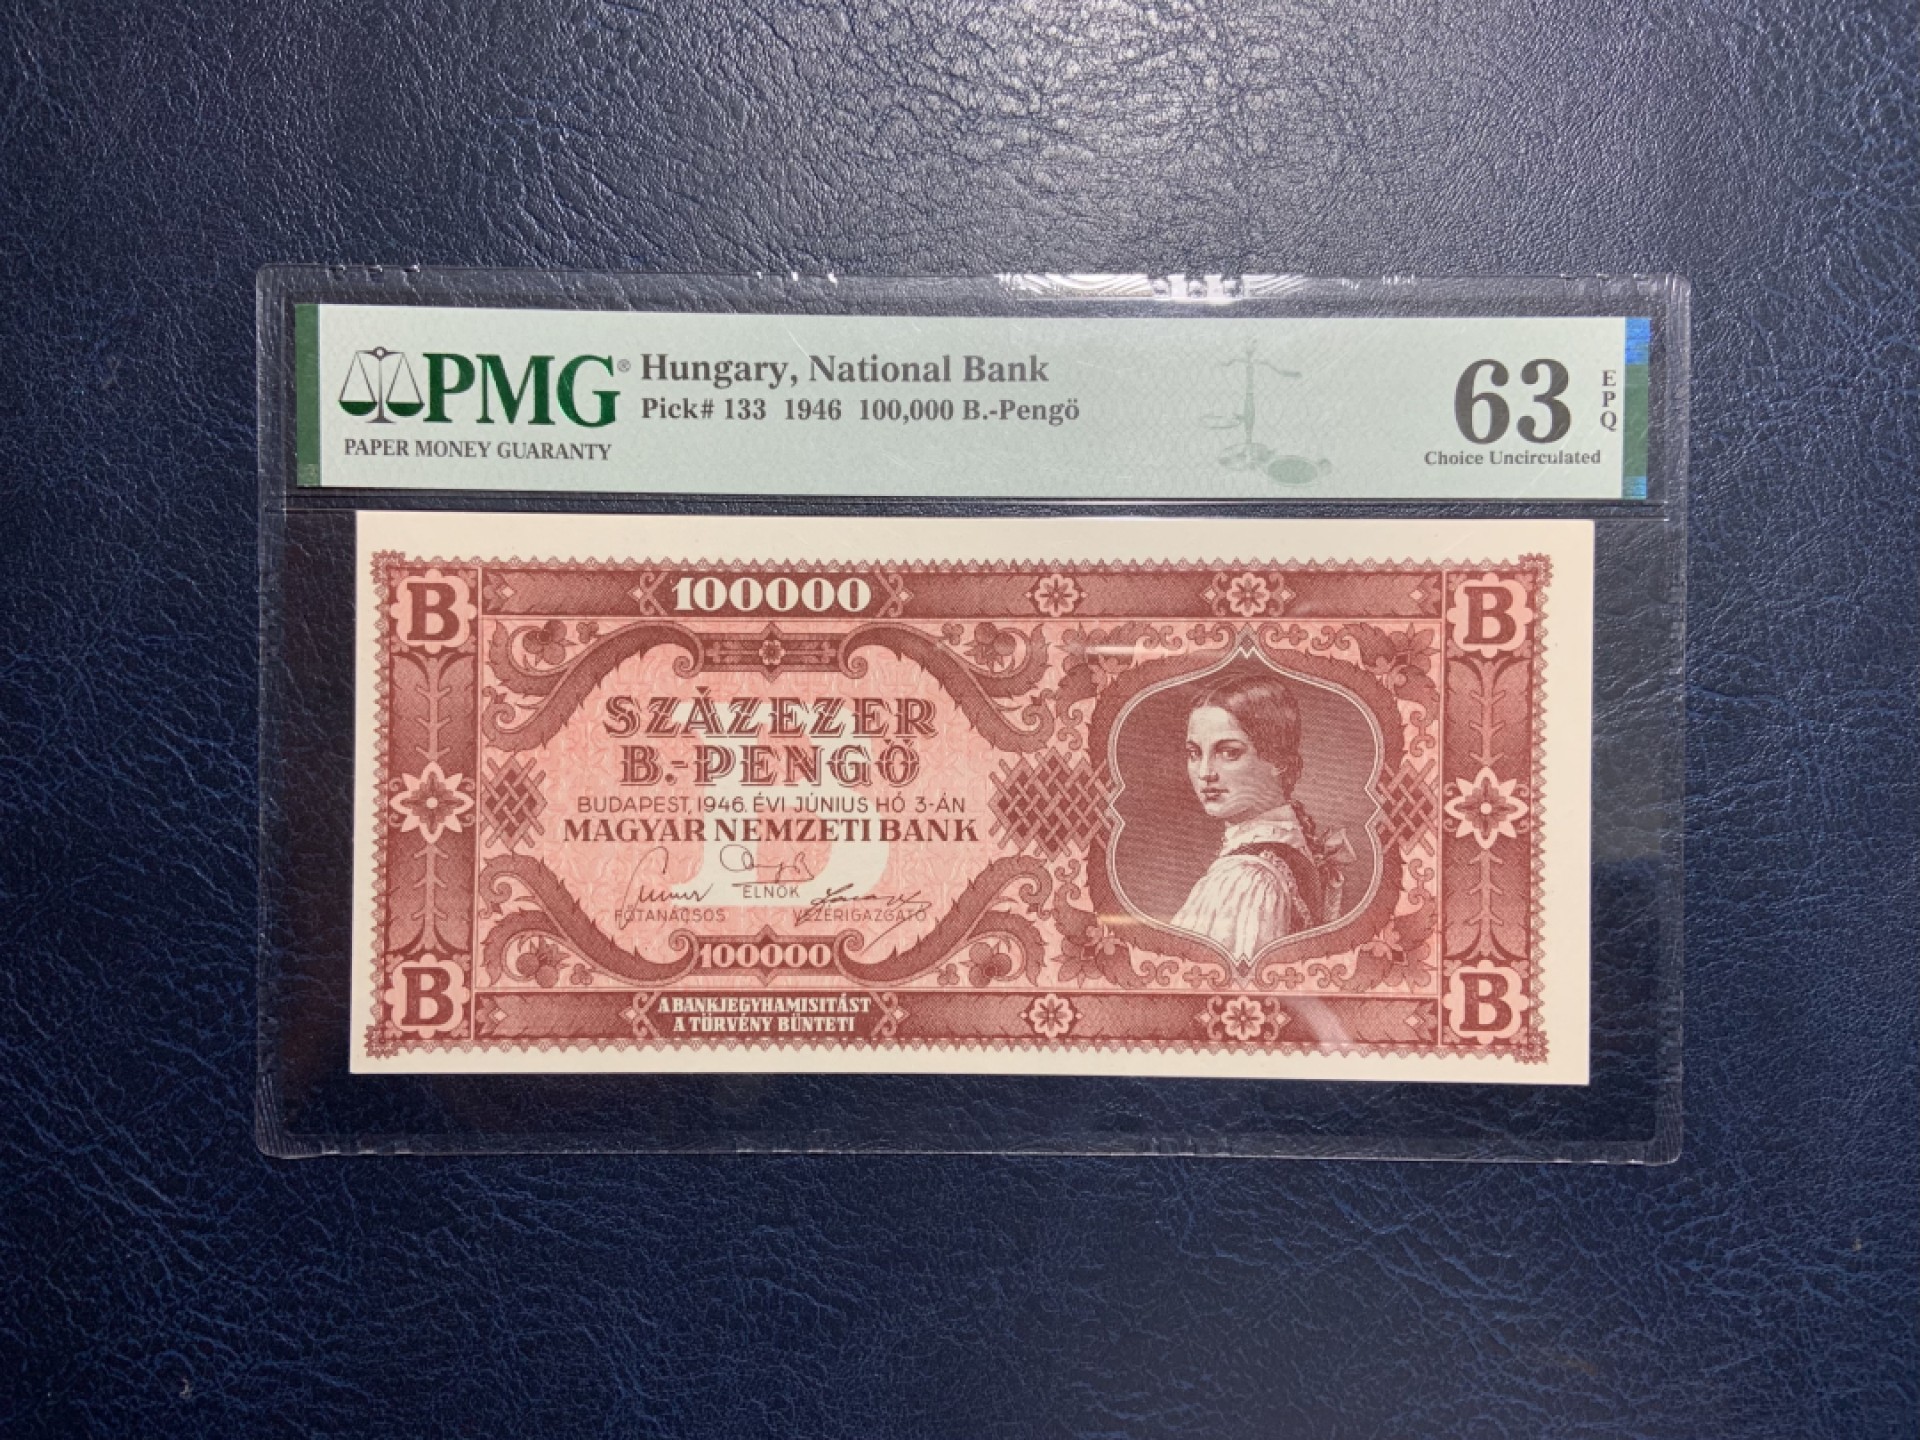 PMG®
PAPER MONEY GUARANTY
Hungary, National Bank
Pick# 133 1946 100,000 B.-Pengö
63
EPQ
Choice Uncirculated
B
100000
B
SZÁZEZER
B.-PENGŐ
B
BUDAPEST, 1946. ÉVI JÚNIUS HÓ 3-ÁN
MAGYAR NEMZETI BANK
ELNÖK
FŐTANÁCSOS
VEZÉRIGAZGATÓ
100000
B
A BANKJEGYHAMISITÁST
A TÖRVÉNY BÜNTETI
B